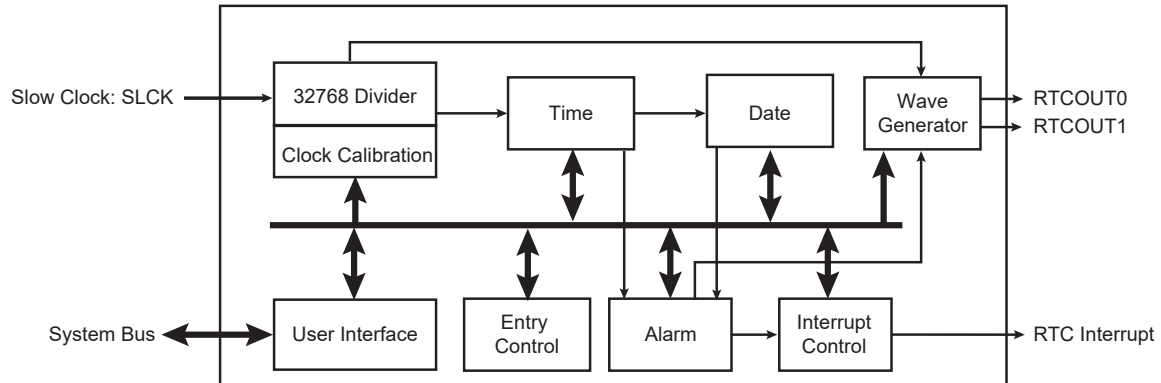 Slow Clock: SLCK
32768 Divider
Clock Calibration
Time
Date
Wave
Generator
RTCOUT0
RTCOUT1
System Bus
User Interface
Entry
Control
Alarm
Interrupt
Control
RTC Interrupt